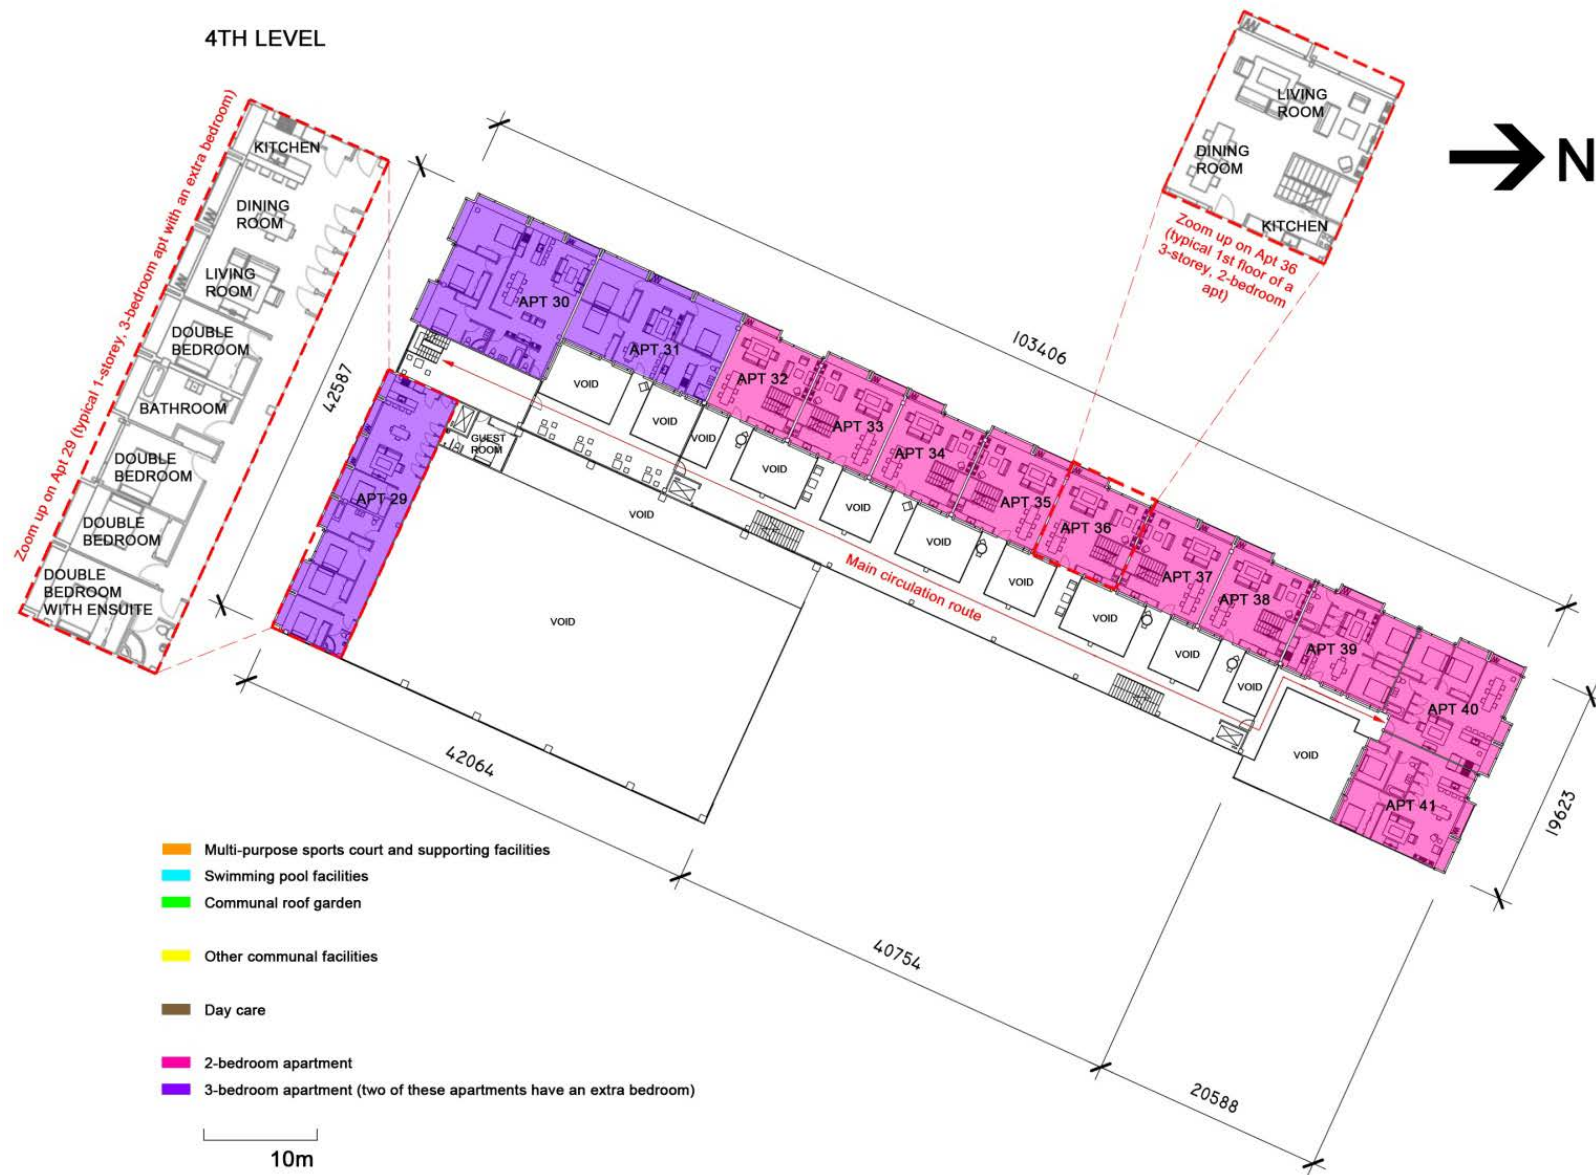 4TH LEVEL
N
Zoom up on Apt 29 (typical 1-storey, 3-bedroom apt with an extra bedroom)
KITCHEN
DINING
ROOM
LIVING
ROOM
DOUBLE
BEDROOM
BATHROOM
DOUBLE
BEDROOM
DOUBLE
BEDROOM
DOUBLE
BEDROOM
WITH ENSUITE
LIVING
ROOM
DINING
ROOM
KITCHEN
Zoom up on Apt 36
(typical 1st floor of a
3-storey, 2-bedroom
apt)
103406
42587
APT 30
APT 31
APT 32
APT 33
APT 34
APT 35
APT 36
APT 37
APT 38
APT 39
APT 40
APT 41
APT 29
GUEST
ROOM
VOID
VOID
VOID
VOID
VOID
VOID
VOID
VOID
VOID
VOID
VOID
VOID
VOID
Main circulation route
42064
40754
20588
19623
Multi-purpose sports court and supporting facilities
Swimming pool facilities
Communal roof garden
Other communal facilities
Day care
2-bedroom apartment
3-bedroom apartment (two of these apartments have an extra bedroom)
10m